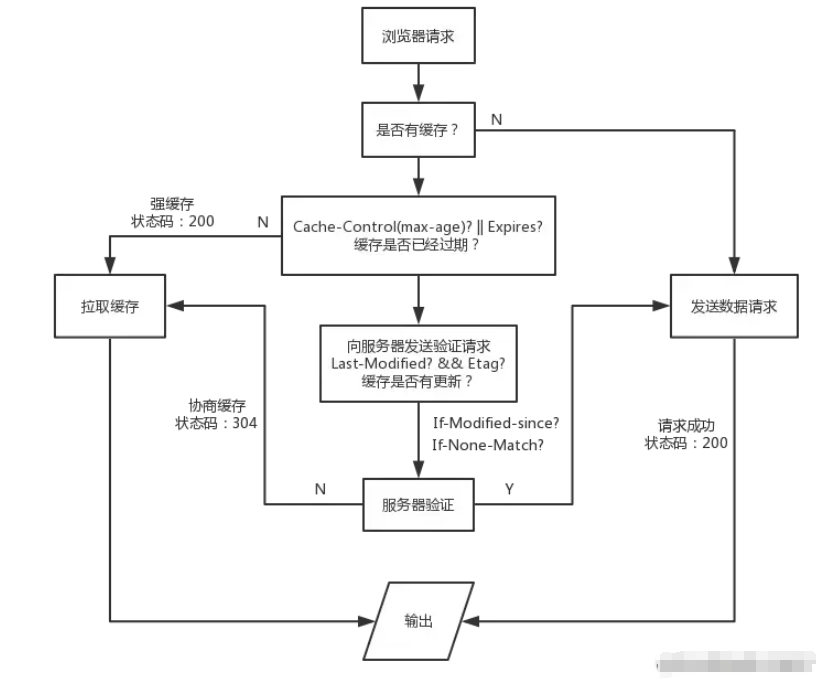 浏览器请求
是否有缓存？
N
强缓存
状态码：200
N
Cache-Control(max-age)? || Expires?
缓存是否已经过期？
拉取缓存
发送数据请求
向服务器发送验证请求
Last-Modified? && Etag?
缓存是否有更新？
协商缓存
状态码：304
If-Modified-since?
If-None-Match?
请求成功
状态码：200
N
服务器验证
Y
输出